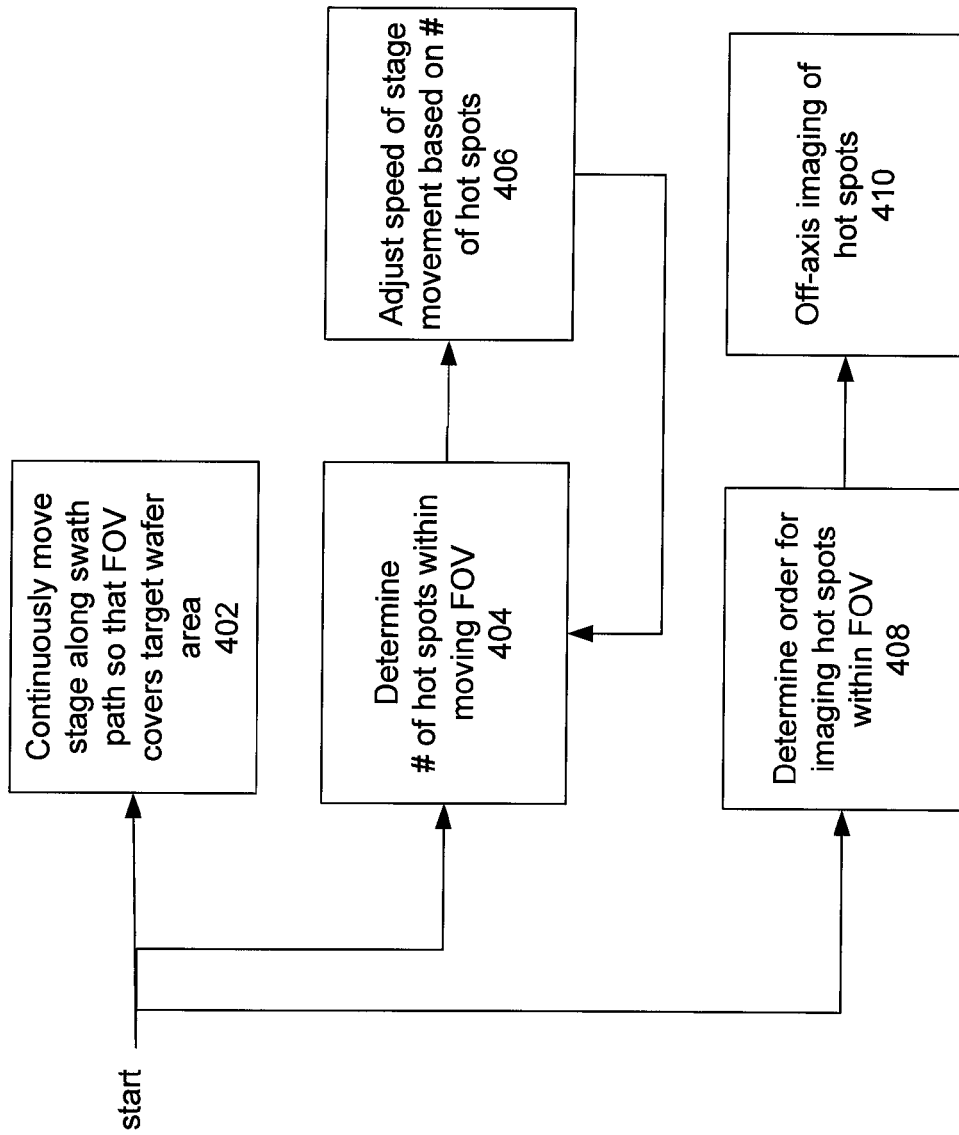 start
Continuously move
stage along swath
path so that FOV
covers target wafer
area
402
Determine
# of hot spots within
moving FOV
404
Adjust speed of stage
movement based on #
of hot spots
406
Determine order for
imaging hot spots
within FOV
408
Off-axis imaging of
hot spots
410